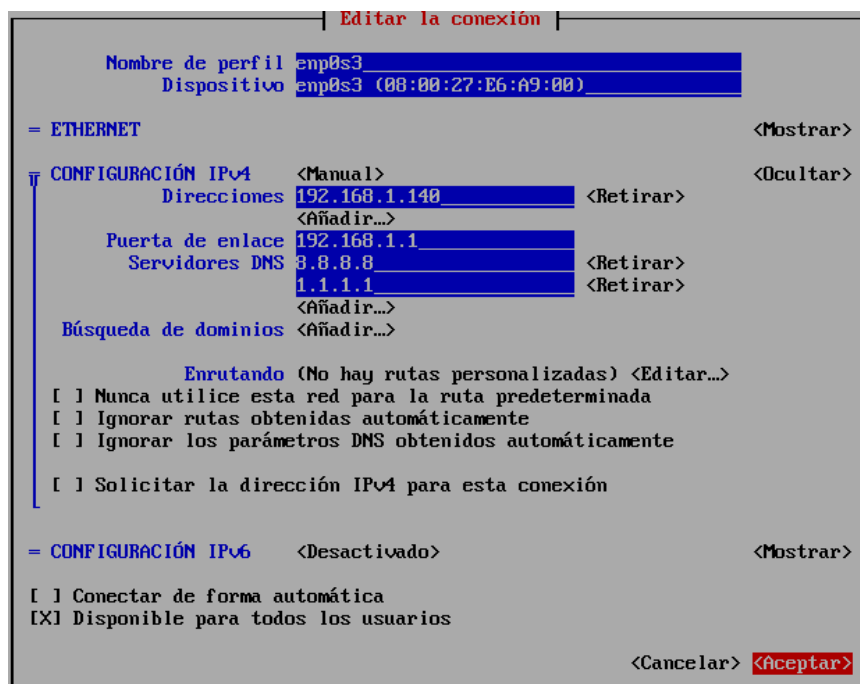 Editar la conexión
Nombre de perfil enp0s3
Dispositivo enp0s3 (08:00:27:E6:A9:00)
= ETHERNET <Mostrar>
CONFIGURACIÓN IPv4 <Manual> <Ocultar>
Direcciones 192.168.1.140 <Retirar>
<Añadir…>
Puerta de enlace 192.168.1.1
Servidores DNS 8.8.8.8 <Retirar>
1.1.1.1 <Retirar>
<Añadir…>
Búsqueda de dominios <Añadir…>
Enrutando (No hay rutas personalizadas) <Editar…>
[ ] Nunca utilice esta red para la ruta predeterminada
[ ] Ignorar rutas obtenidas automáticamente
[ ] Ignorar los parámetros DNS obtenidos automáticamente
[ ] Solicitar la dirección IPv4 para esta conexión
= CONFIGURACIÓN IPv6 <Desactivado> <Mostrar>
[ ] Conectar de forma automática
[X] Disponible para todos los usuarios
<Cancelar> <Aceptar>